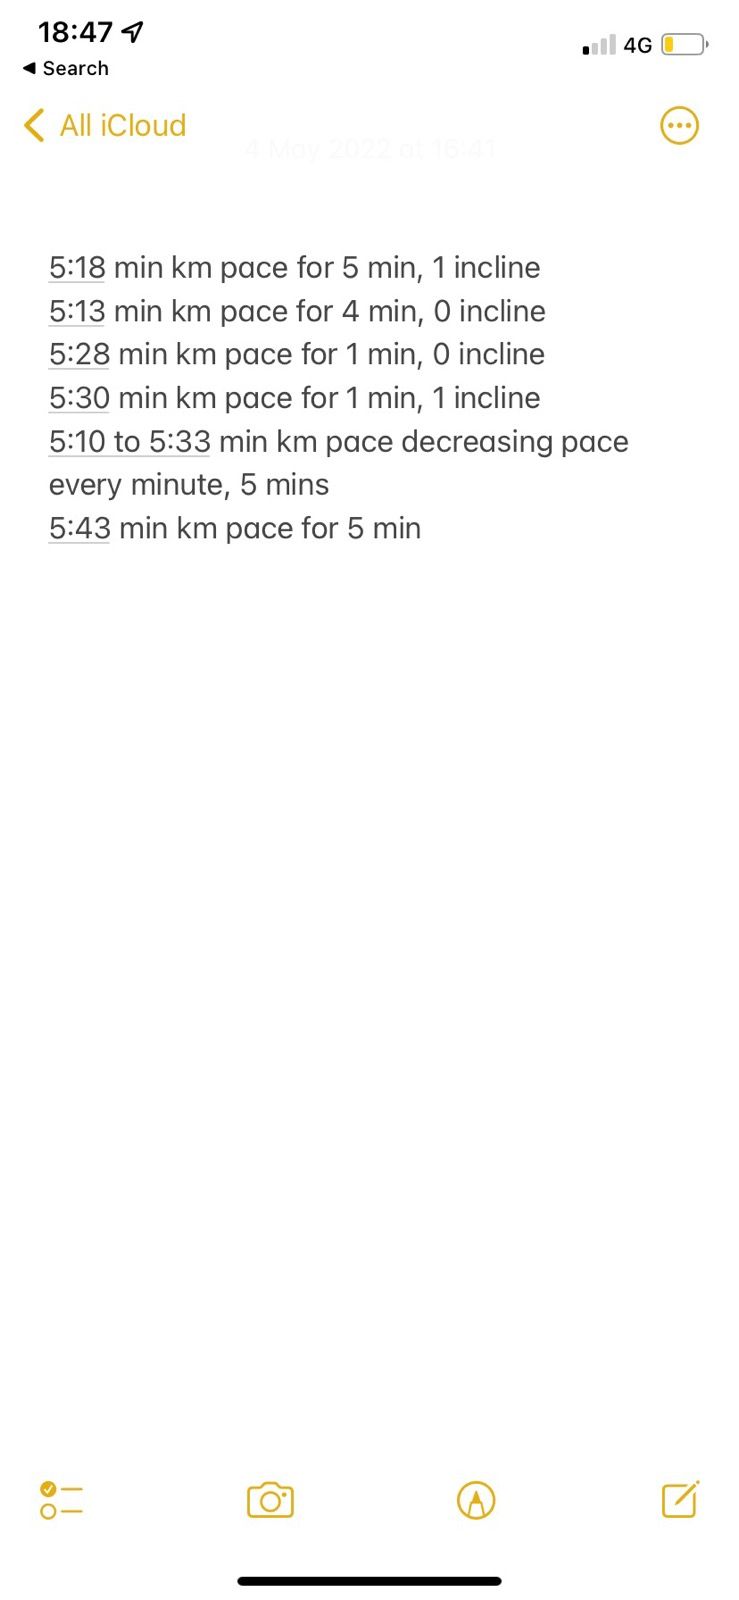 18:47
4G
Search
All iCloud
4 May 2022 at 16:41
5:18 min km pace for 5 min, 1 incline
5:13 min km pace for 4 min, 0 incline
5:28 min km pace for 1 min, 0 incline
5:30 min km pace for 1 min, 1 incline
5:10 to 5:33 min km pace decreasing pace
every minute, 5 mins
5:43 min km pace for 5 min